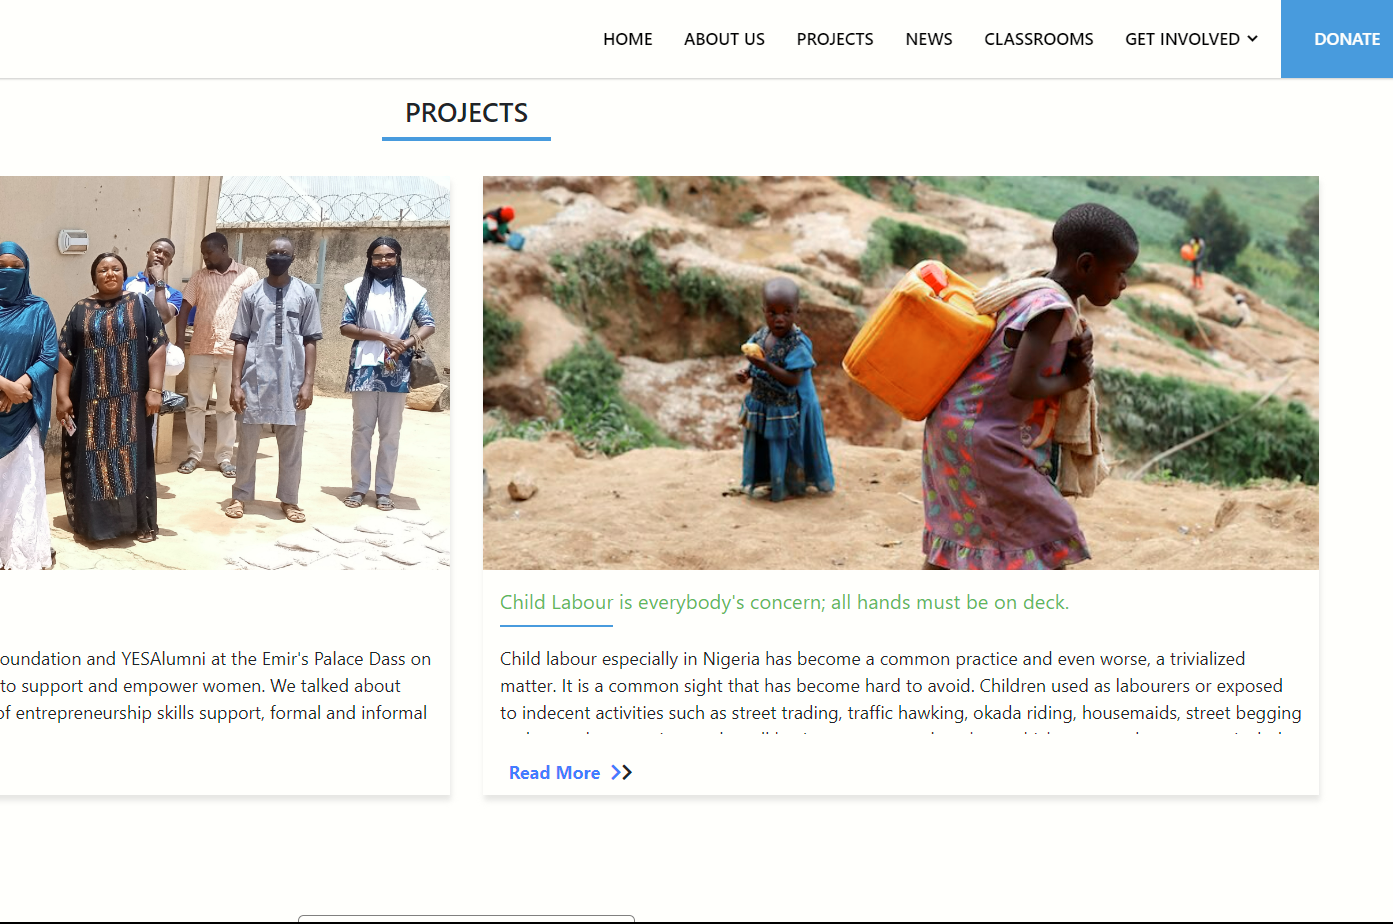 HOME ABOUT US PROJECTS NEWS CLASSROOMS GET INVOLVED DONATE
PROJECTS
oundation and YESAlumni at the Emir's Palace Dass on
to support and empower women. We talked about
of entrepreneurship skills support, formal and informal
Child Labour is everybody's concern; all hands must be on deck.
Child labour especially in Nigeria has become a common practice and even worse, a trivialized
matter. It is a common sight that has become hard to avoid. Children used as labourers or exposed
to indecent activities such as street trading, traffic hawking, okada riding, housemaids, street begging
Read More